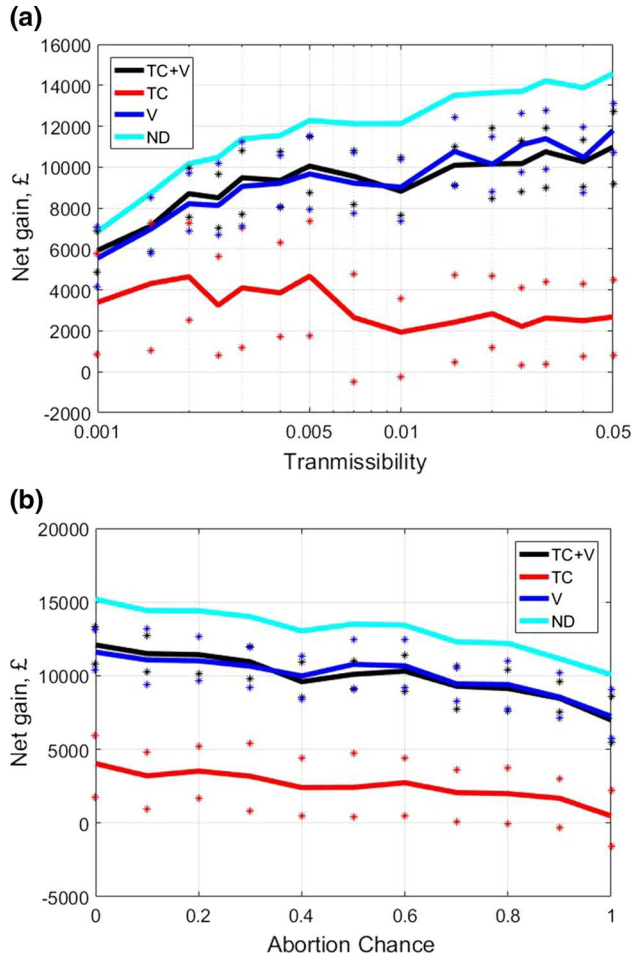 (a)
16000
14000
12000
10000
8000
6000
4000
2000
0
-2000
Net gain, £
TC+V
TC
V
ND
0.001
0.005
0.01
0.05
Tranmissibility
(b)
20000
15000
10000
5000
0
-5000
Net gain, £
TC+V
TC
V
ND
0
0.2
0.4
0.6
0.8
1
Abortion Chance